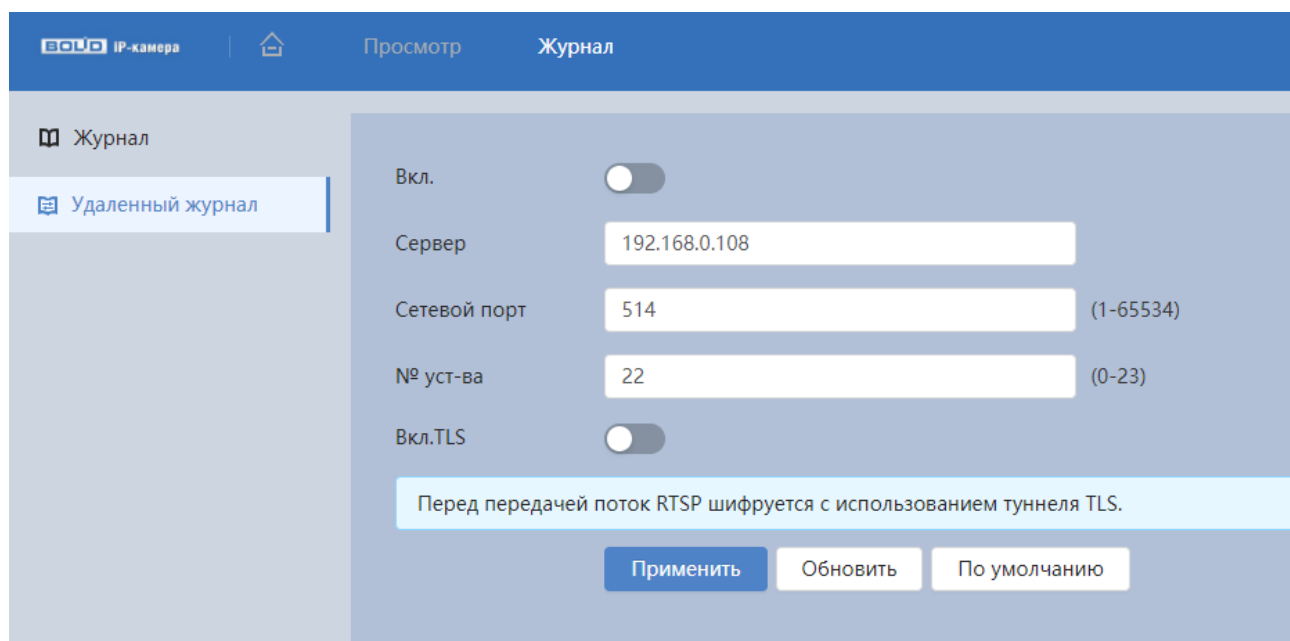 BOLID IP-камера Просмотр Журнал
Журнал
Удаленный журнал
Вкл.
Сервер 192.168.0.108
Сетевой порт 514 (1-65534)
№ уст-ва 22 (0-23)
Вкл.TLS
Перед передачей поток RTSP шифруется с использованием туннеля TLS.
Применить Обновить По умолчанию